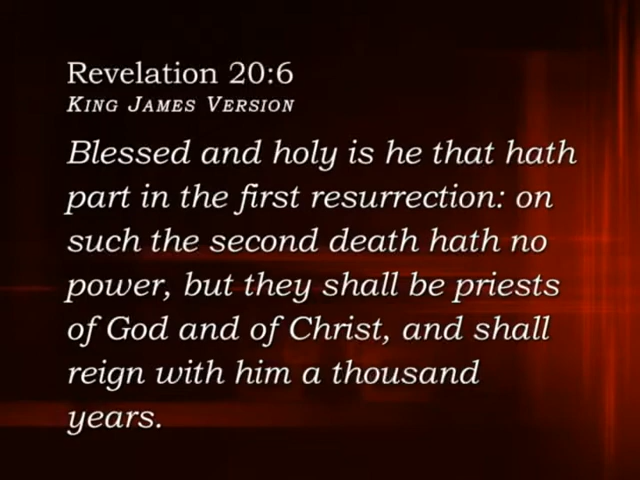 Revelation 20:6
King James Version
Blessed and holy is he that hath
part in the first resurrection: on
such the second death hath no
power, but they shall be priests
of God and of Christ, and shall
reign with him a thousand
years.